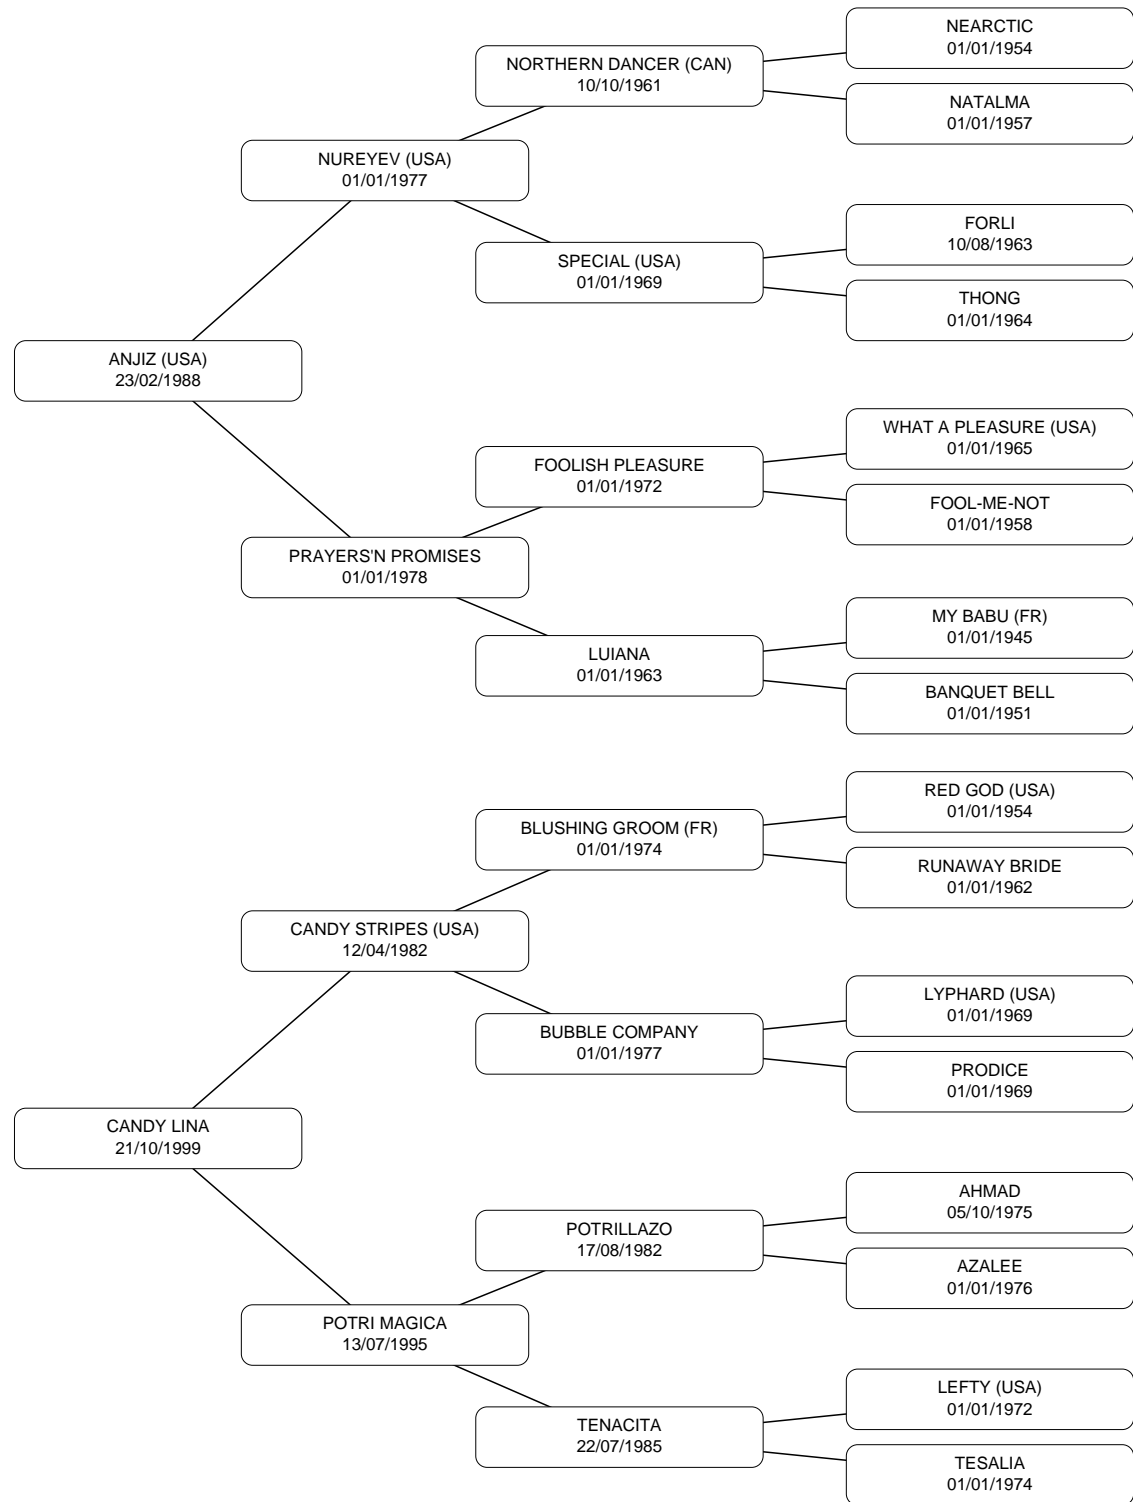 NEARCTIC
01/01/1954
NORTHERN DANCER (CAN)
10/10/1961
NATALMA
01/01/1957
NUREYEV (USA)
01/01/1977
FORLI
10/08/1963
SPECIAL (USA)
01/01/1969
THONG
01/01/1964
ANJIZ (USA)
23/02/1988
WHAT A PLEASURE (USA)
01/01/1965
FOOLISH PLEASURE
01/01/1972
FOOL-ME-NOT
01/01/1958
PRAYERS'N PROMISES
01/01/1978
MY BABU (FR)
01/01/1945
LUIANA
01/01/1963
BANQUET BELL
01/01/1951
RED GOD (USA)
01/01/1954
BLUSHING GROOM (FR)
01/01/1974
RUNAWAY BRIDE
01/01/1962
CANDY STRIPES (USA)
12/04/1982
LYPHARD (USA)
01/01/1969
BUBBLE COMPANY
01/01/1977
PRODICE
01/01/1969
CANDY LINA
21/10/1999
AHMAD
05/10/1975
POTRILLAZO
17/08/1982
AZALEE
01/01/1976
POTRI MAGICA
13/07/1995
LEFTY (USA)
01/01/1972
TENACITA
22/07/1985
TESALIA
01/01/1974